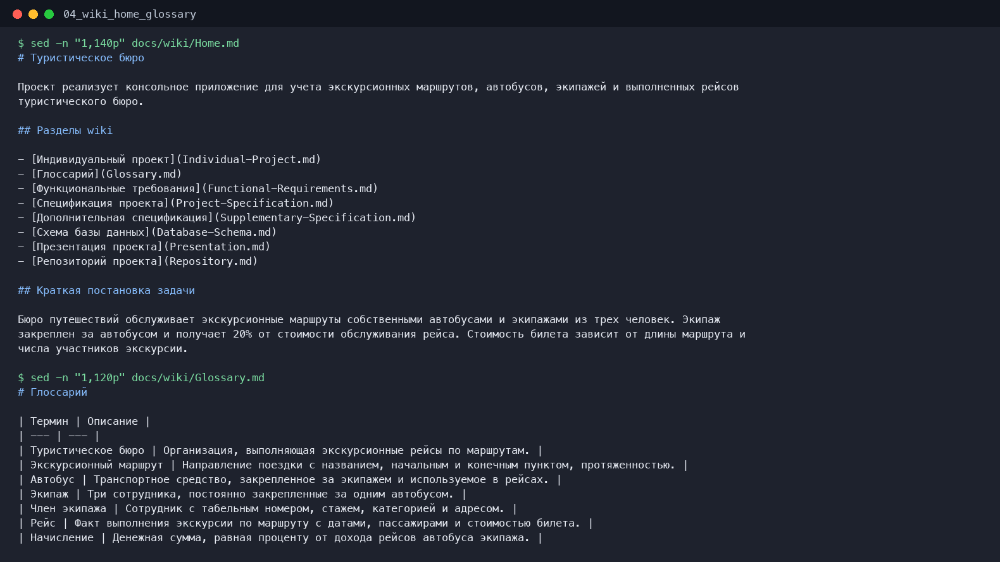 04_wiki_home_glossary
$ sed -n "1,140p" docs/wiki/Home.md
# Туристическое бюро
Проект реализует консольное приложение для учета экскурсионных маршрутов, автобусов, экипажей и выполненных рейсов
туристического бюро.
## Разделы wiki
- [Индивидуальный проект](Individual-Project.md)
- [Глоссарий](Glossary.md)
- [Функциональные требования](Functional-Requirements.md)
- [Спецификация проекта](Project-Specification.md)
- [Дополнительная спецификация](Supplementary-Specification.md)
- [Схема базы данных](Database-Schema.md)
- [Презентация проекта](Presentation.md)
- [Репозиторий проекта](Repository.md)
## Краткая постановка задачи
Бюро путешествий обслуживает экскурсионные маршруты собственными автобусами и экипажами из трех человек. Экипаж
закреплен за автобусом и получает 20% от стоимости обслуживания рейса. Стоимость билета зависит от длины маршрута и
числа участников экскурсии.
$ sed -n "1,120p" docs/wiki/Glossary.md
# Глоссарий
| Термин | Описание |
| --- | --- |
| Туристическое бюро | Организация, выполняющая экскурсионные рейсы по маршрутам. |
| Экскурсионный маршрут | Направление поездки с названием, начальным и конечным пунктом, протяженностью. |
| Автобус | Транспортное средство, закрепленное за экипажем и используемое в рейсах. |
| Экипаж | Три сотрудника, постоянно закрепленные за одним автобусом. |
| Член экипажа | Сотрудник с табельным номером, стажем, категорией и адресом. |
| Рейс | Факт выполнения экскурсии по маршруту с датами, пассажирами и стоимостью билета. |
| Начисление | Денежная сумма, равная проценту от дохода рейсов автобуса экипажа. |